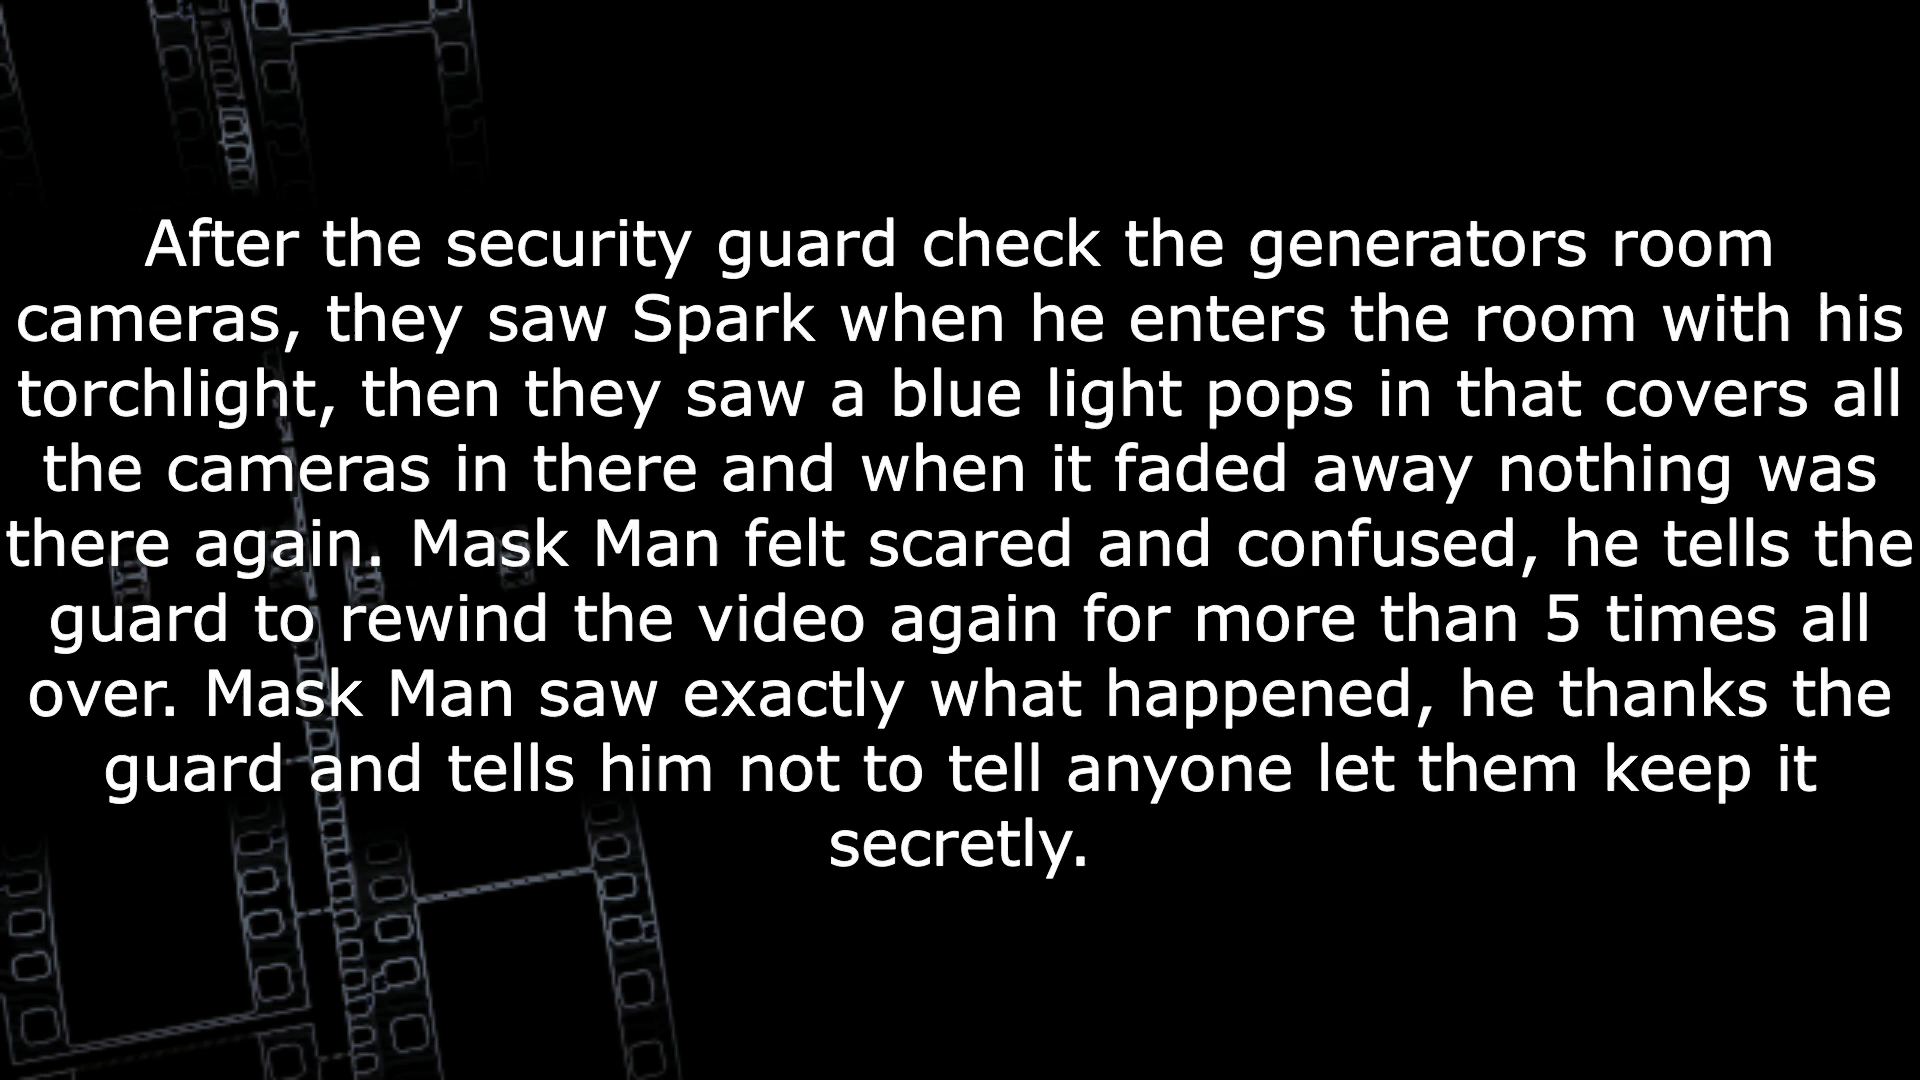 After the security guard check the generators room
cameras, they saw Spark when he enters the room with his
torchlight, then they saw a blue light pops in that covers all
the cameras in there and when it faded away nothing was
there again. Mask Man felt scared and confused, he tells the
guard to rewind the video again for more than 5 times all
over. Mask Man saw exactly what happened, he thanks the
guard and tells him not to tell anyone let them keep it
secretly.